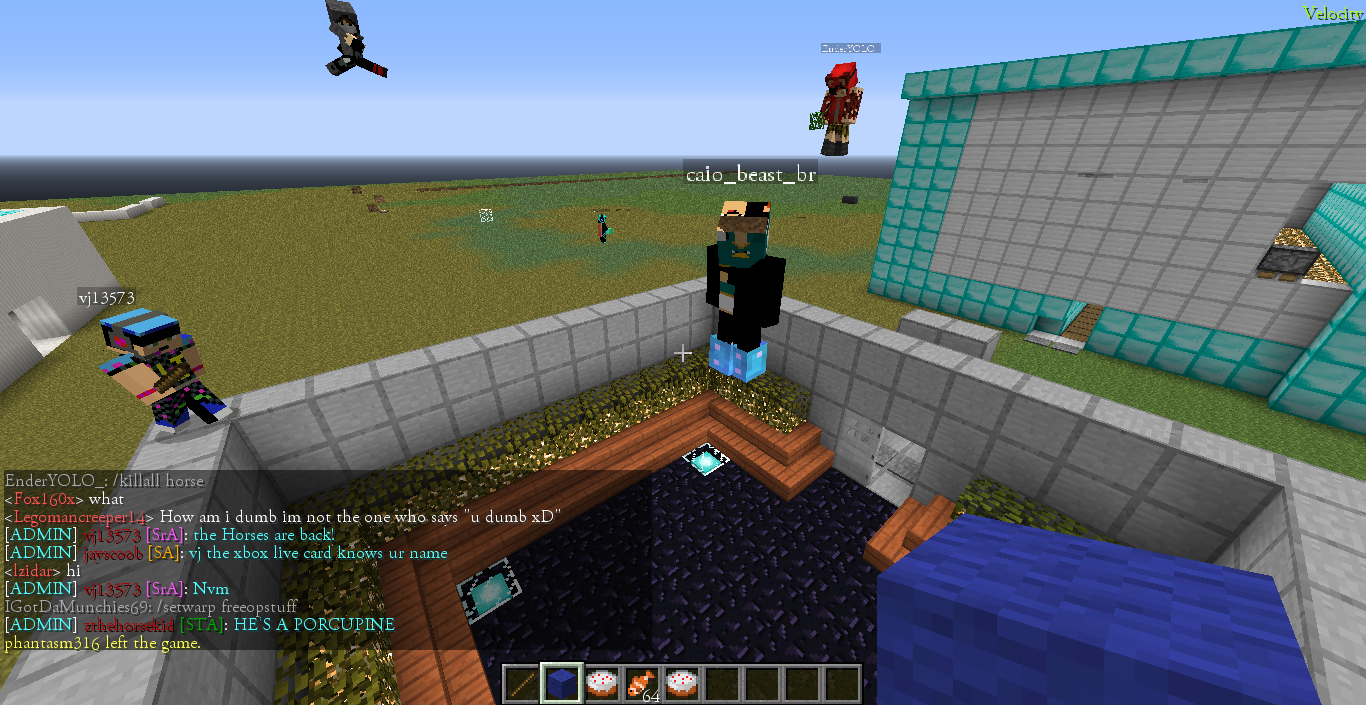 Velocity
EnderYOLO_
caio_beast_br
vj13573
EnderYOLO_: /killall horse
<Fox160x> what
<Legomancreeper14> How am i dumb im not the one who says "u dumb xD"
[ADMIN] vj13573 [SrA]: the Horses are back!
[ADMIN] jayscoob [SA]: vj the xbox live card knows ur name
<lzidar> hi
[ADMIN] vj13573 [SrA]: Nvm
IGotDaMunchies69: /setwarp freeopstuff
[ADMIN] zthehorsekid [STA]: HE'S A PORCUPINE
phantasm316 left the game.
64